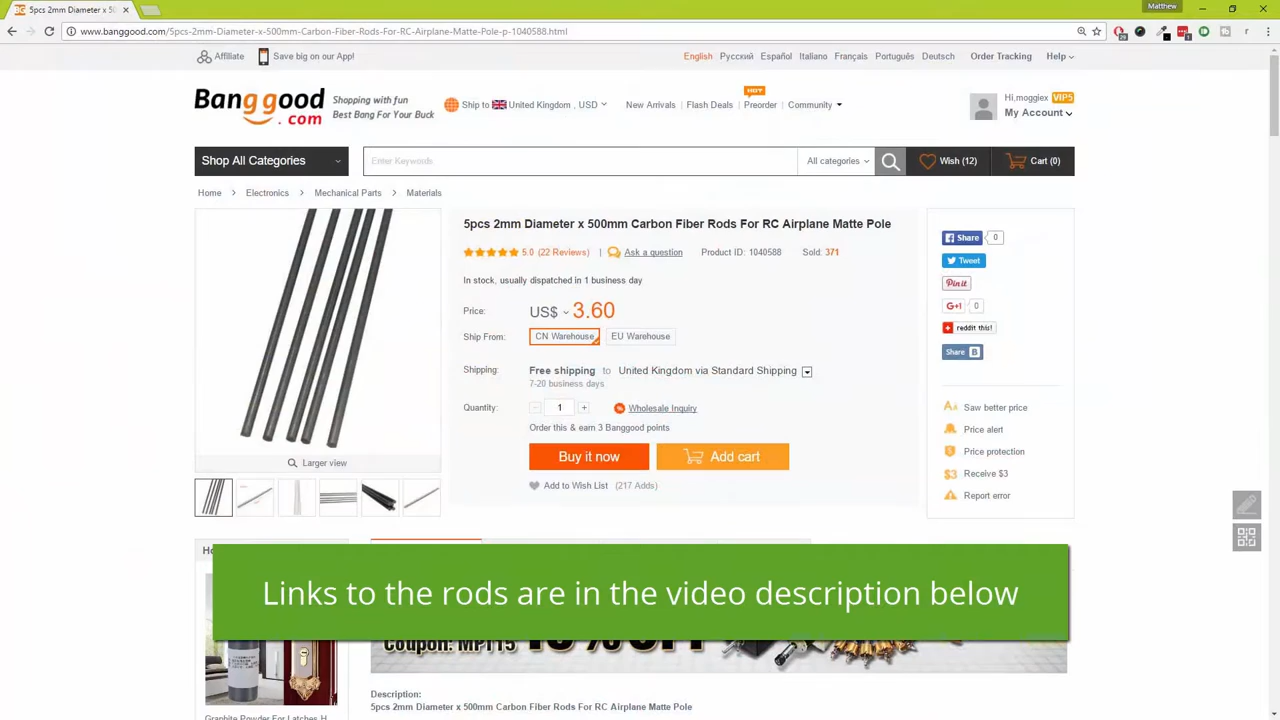 5pcs 2mm Diameter x 50
Matthew
www.banggood.com/5pcs-2mm-Diameter-x-500mm-Carbon-Fiber-Rods-For-RC-Airplane-Matte-Pole-p-1040588.html
Affiliate
Save big on our App!
English
Русский
Español
Italiano
Français
Português
Deutsch
Order Tracking
Help
Banggood.com
Shopping with fun
Best Bang For Your Buck
Ship to United Kingdom , USD
New Arrivals | Flash Deals | Preorder | Community
HOT
Hi,moggiex VIP5
My Account
Shop All Categories
Enter Keywords.
All categories
Wish (12)
Cart (0)
Home > Electronics > Mechanical Parts > Materials
5pcs 2mm Diameter x 500mm Carbon Fiber Rods For RC Airplane Matte Pole
5.0 (22 Reviews) | Ask a question
Product ID: 1040588
Sold: 371
In stock, usually dispatched in 1 business day
Price: US$ 3.60
Ship From: CN Warehouse EU Warehouse
Shipping: Free shipping to United Kingdom via Standard Shipping
7-20 business days
Quantity: - 1 + Wholesale Inquiry
Order this & earn 3 Banggood points
Buy it now
Add cart
Add to Wish List (217 Adds)
Larger view
Share 0
Tweet
Pin it
G+1 0
reddit this!
Share B
Saw better price
Price alert
Price protection
$3 Receive $3
Report error
Links to the rods are in the video description below
Coupon: MPT15
Description:
5pcs 2mm Diameter x 500mm Carbon Fiber Rods For RC Airplane Matte Pole
Graphite Powder For Latches H